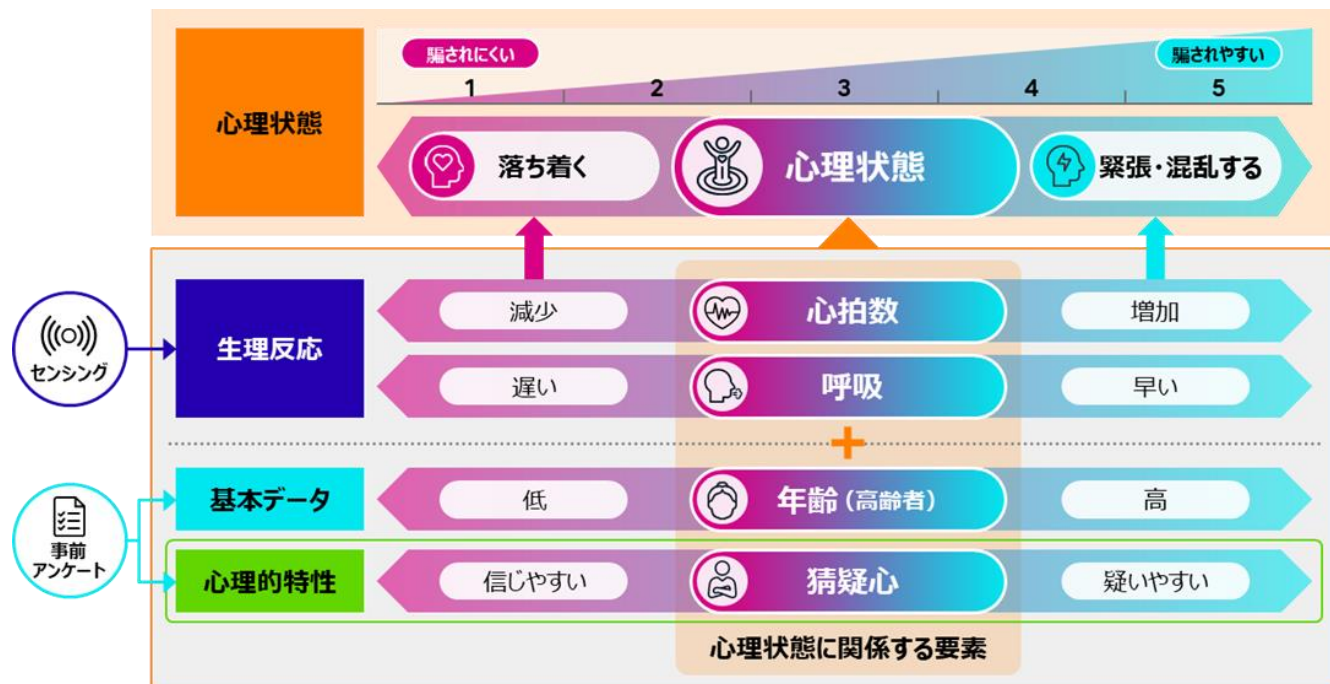 騙されにくい
騙されやすい
1 2 3 4 5
心理状態
落ち着く
心理状態
緊張・混乱する
センシング
生理反応
減少
心拍数
増加
遅い
呼吸
早い
+
事前
アンケート
基本データ
低
年齢(高齢者)
高
心理的特性
信じやすい
猜疑心
疑いやすい
心理状態に関係する要素